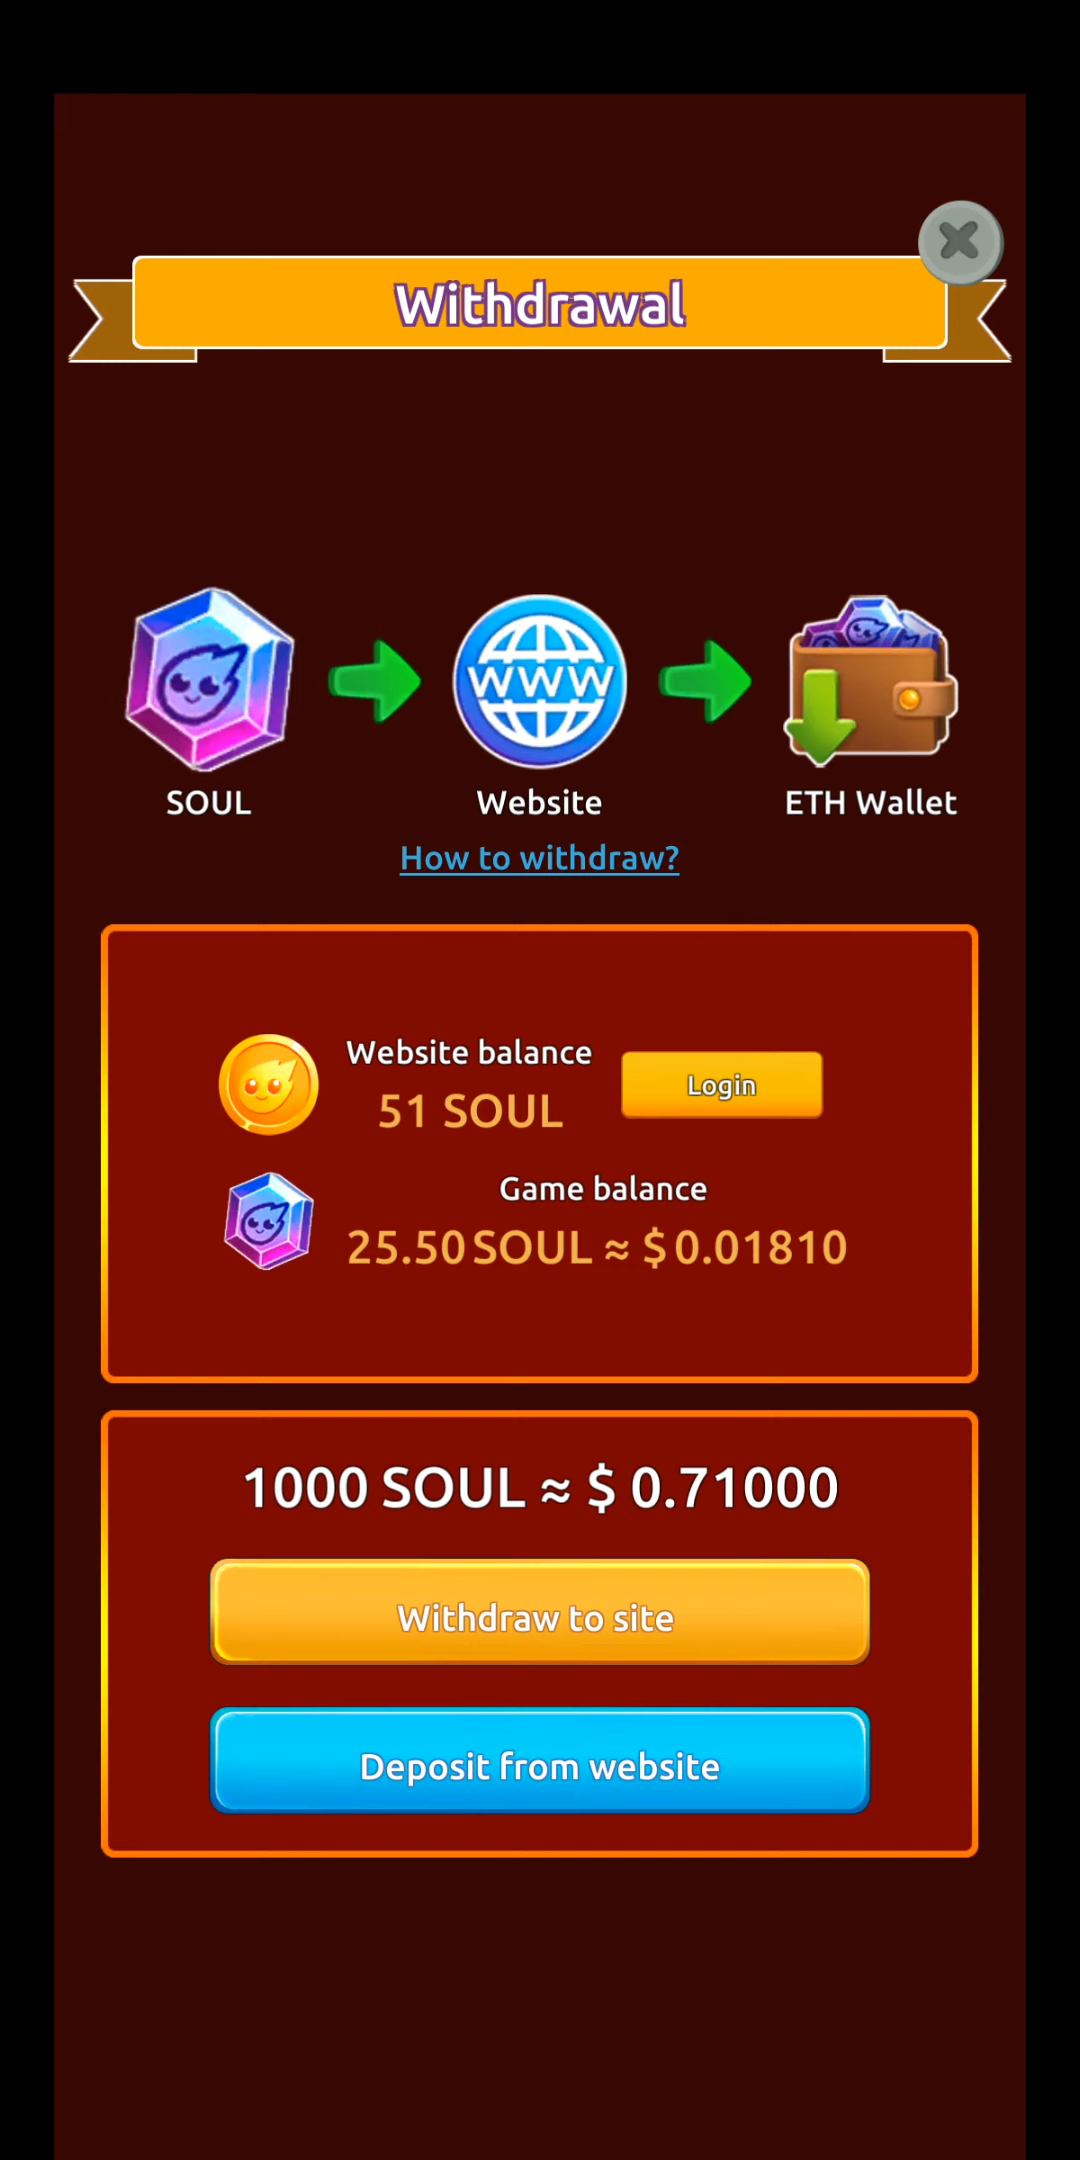 Withdrawal
WWW
SOUL
Website
ETH Wallet
How to withdraw?
Website balance
51 SOUL
Login
Game balance
25.50 SOUL ≈ $ 0.01810
1000 SOUL ≈ $ 0.71000
Withdraw to site
Deposit from website